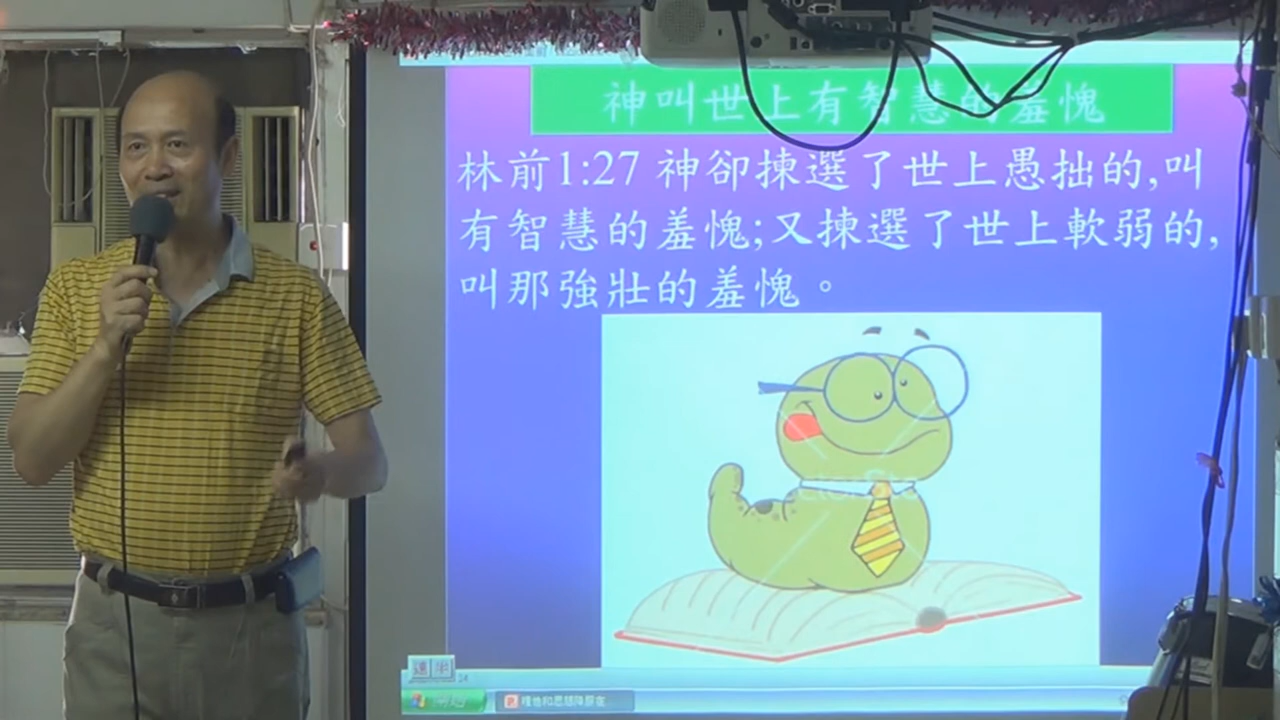 神叫世上有智慧的羞愧
林前1:27 神卻揀選了世上愚拙的,叫
有智慧的羞愧;又揀選了世上軟弱的,
叫那強壯的羞愧。
開始